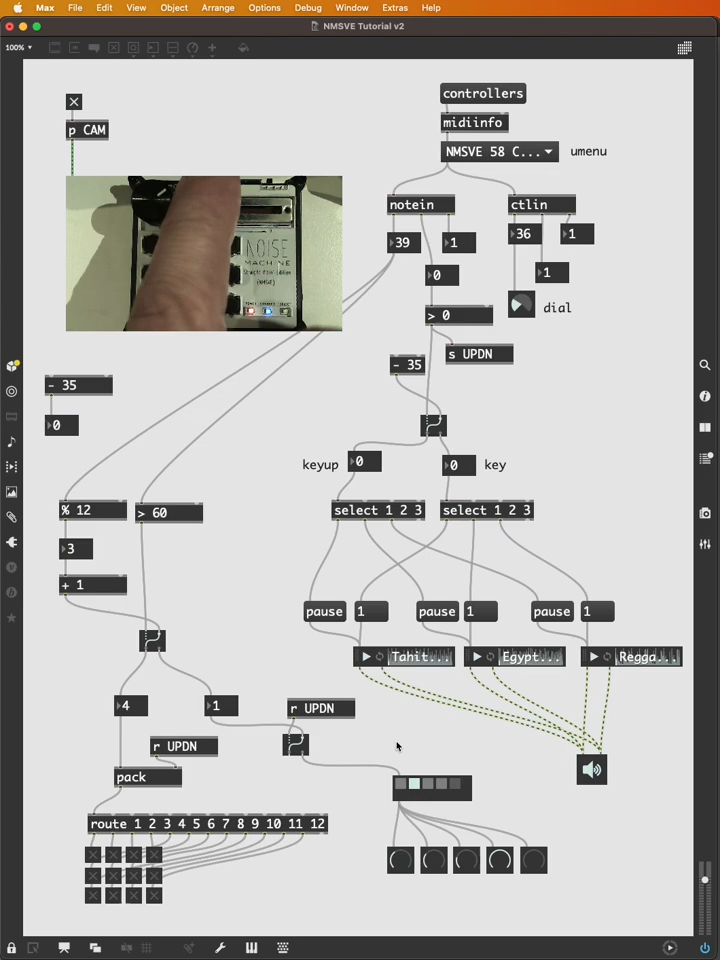 Max File Edit View Object Arrange Options Debug Window Extras Help
NMSVE Tutorial v2
100%
controllers
p CAM
midiinfo
NMSVE 58 C... umenu
notein ctlin
39 1 36 1
0 1
NOISE
MACHINE
(NMSVE)
> 0 dial
s UPDN
- 35
- 35
0
keyup 0 0 key
% 12 > 60 select 1 2 3 select 1 2 3
3
+ 1
pause 1 pause 1 pause 1
Tahit... Egypt... Regga...
4 1 r UPDN
r UPDN
pack
route 1 2 3 4 5 6 7 8 9 10 11 12